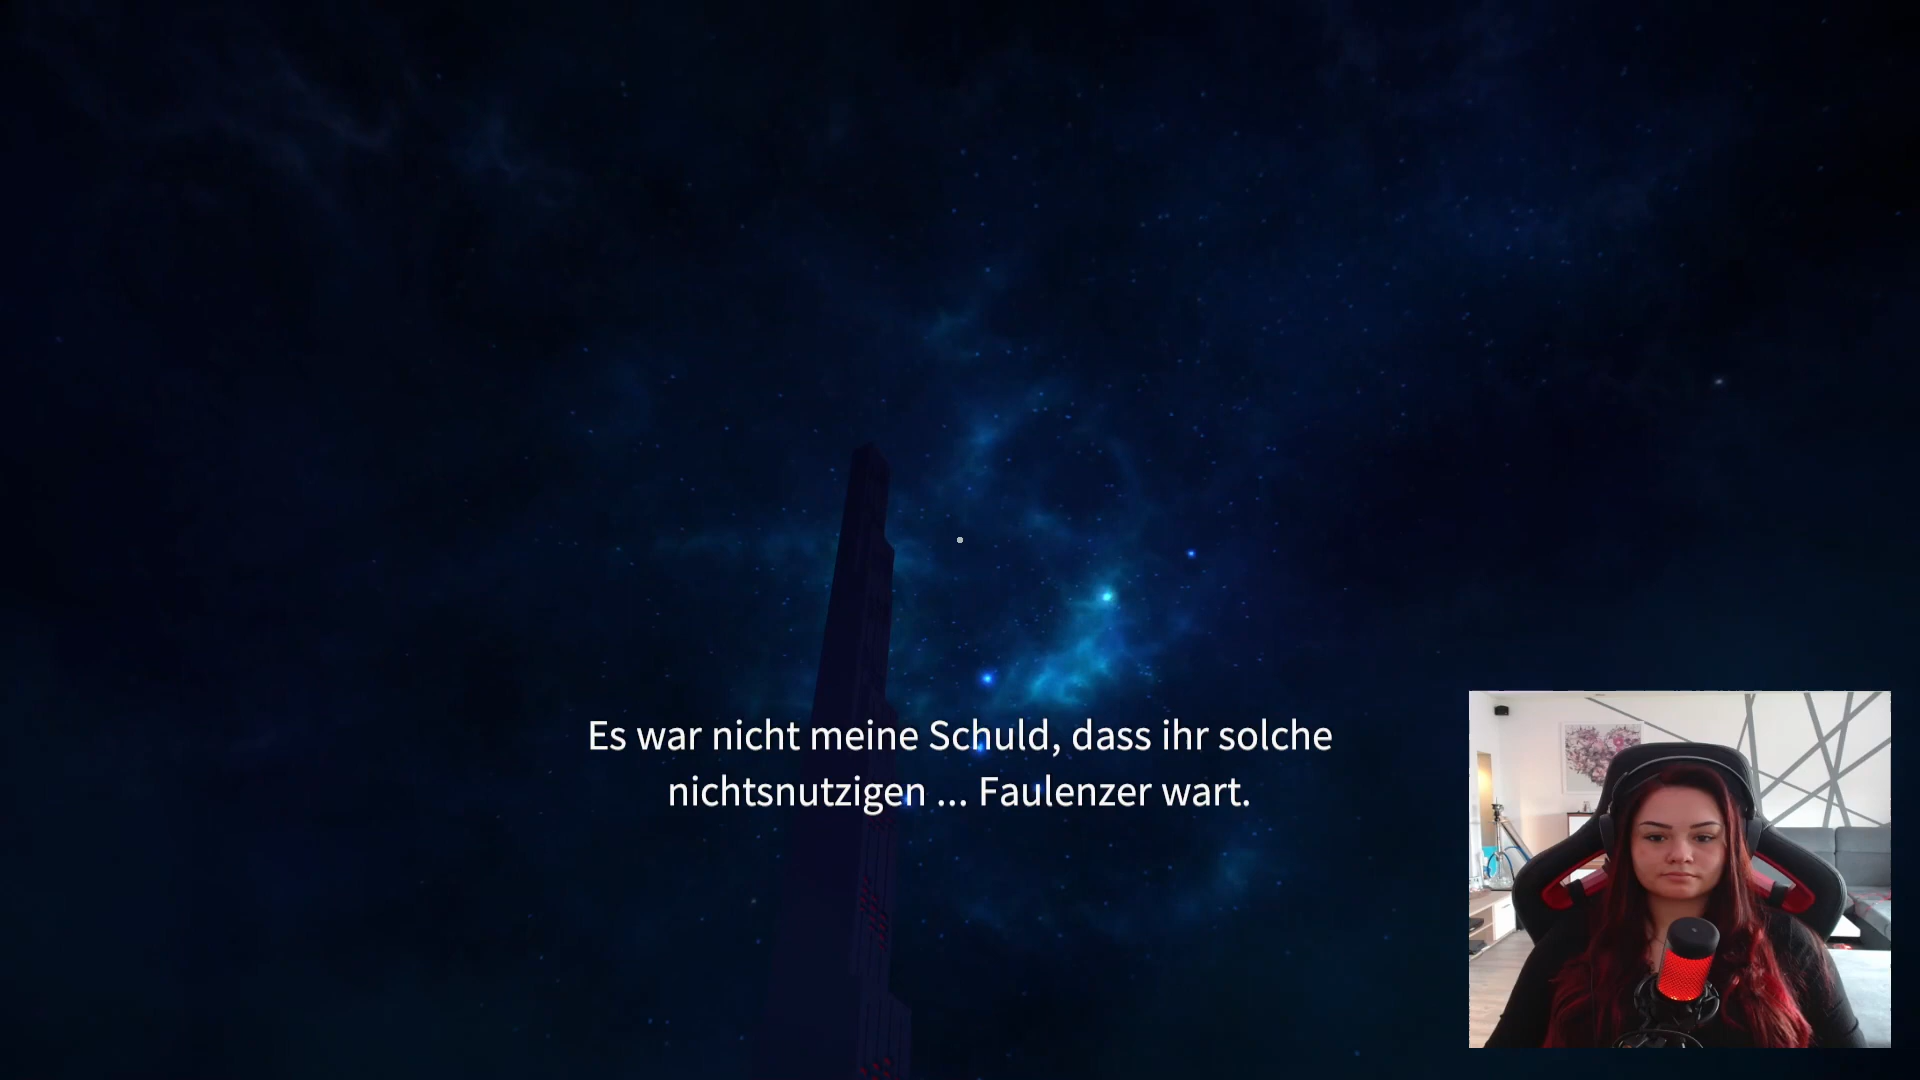 Es war nicht meine Schuld, dass ihr solche
nichtsnutzigen ... Faulenzer wart.